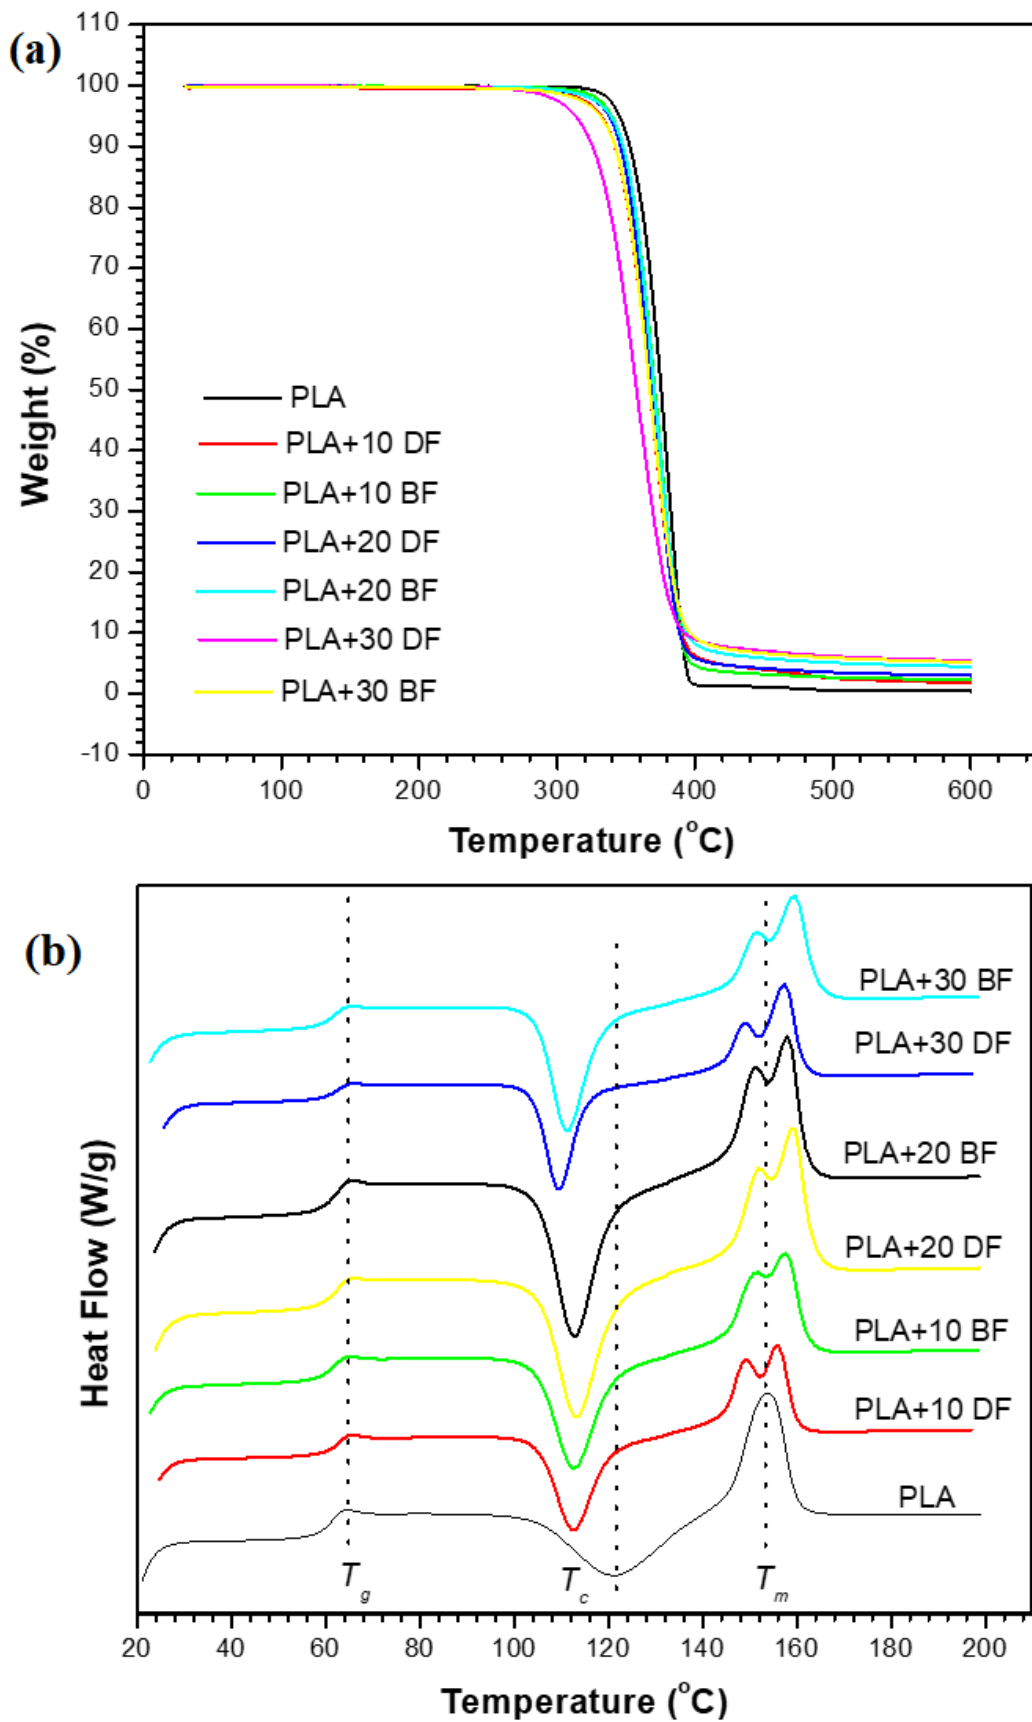 (a)
110
100
90
80
70
60
50
40
30
20
10
0
-10
Weight (%)
PLA
PLA+10 DF
PLA+10 BF
PLA+20 DF
PLA+20 BF
PLA+30 DF
PLA+30 BF
0 100 200 300 400 500 600
Temperature (°C)
(b)
Heat Flow (W/g)
PLA+30 BF
PLA+30 DF
PLA+20 BF
PLA+20 DF
PLA+10 BF
PLA+10 DF
PLA
Tg Tc Tm
20 40 60 80 100 120 140 160 180 200
Temperature (°C)